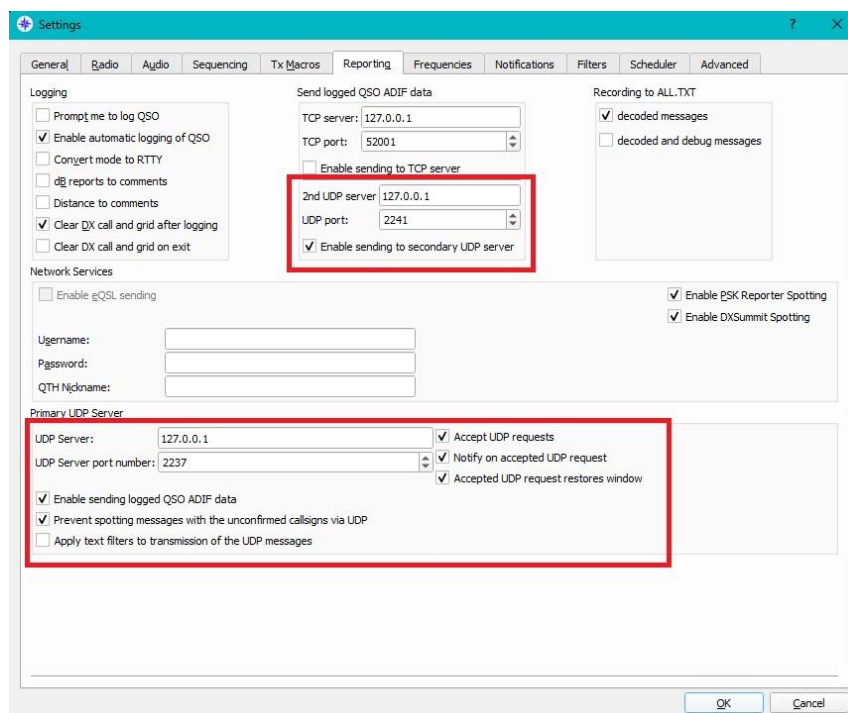 Settings
?
General Radio Audio Sequencing Tx Macros Reporting Frequencies Notifications Filters Scheduler Advanced
Logging
Prompt me to log QSO
Enable automatic logging of QSO
Convert mode to RTTY
dB reports to comments
Distance to comments
Clear DX call and grid after logging
Clear DX call and grid on exit
Send logged QSO ADIF data
TCP server: 127.0.0.1
TCP port: 52001
Enable sending to TCP server
2nd UDP server 127.0.0.1
UDP port: 2241
Enable sending to secondary UDP server
Recording to ALL.TXT
decoded messages
decoded and debug messages
Network Services
Enable eQSL sending
Username:
Password:
QTH Nickname:
Enable PSK Reporter Spotting
Enable DXSummit Spotting
Primary UDP Server
UDP Server: 127.0.0.1
UDP Server port number: 2237
Accept UDP requests
Notify on accepted UDP request
Accepted UDP request restores window
Enable sending logged QSO ADIF data
Prevent spotting messages with the unconfirmed callsigns via UDP
Apply text filters to transmission of the UDP messages
OK Cancel